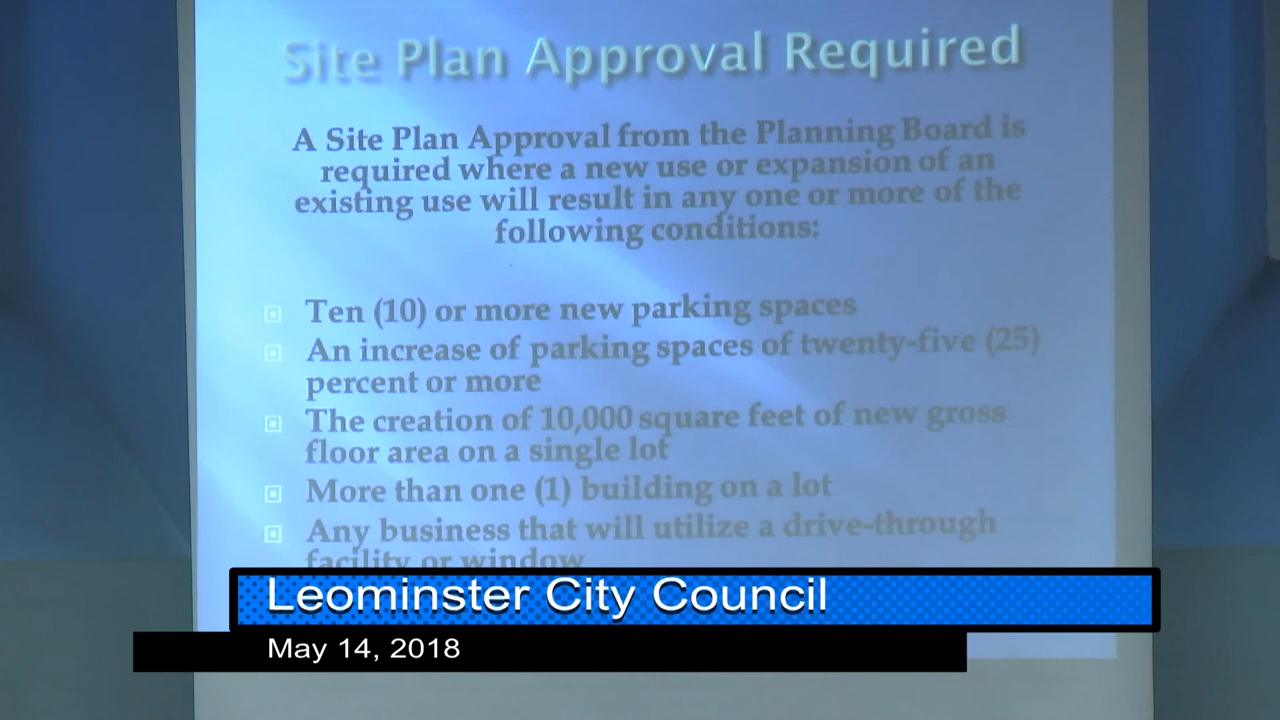 Site Plan Approval Required
A Site Plan Approval from the Planning Board is
required where a new use or expansion of an
existing use will result in any one or more of the
following conditions:
Ten (10) or more new parking spaces
An increase of parking spaces of twenty-five (25)
percent or more
The creation of 10,000 square feet of new gross
floor area on a single lot
More than one (1) building on a lot
Any business that will utilize a drive-through
facility or window
Leominster City Council
May 14, 2018